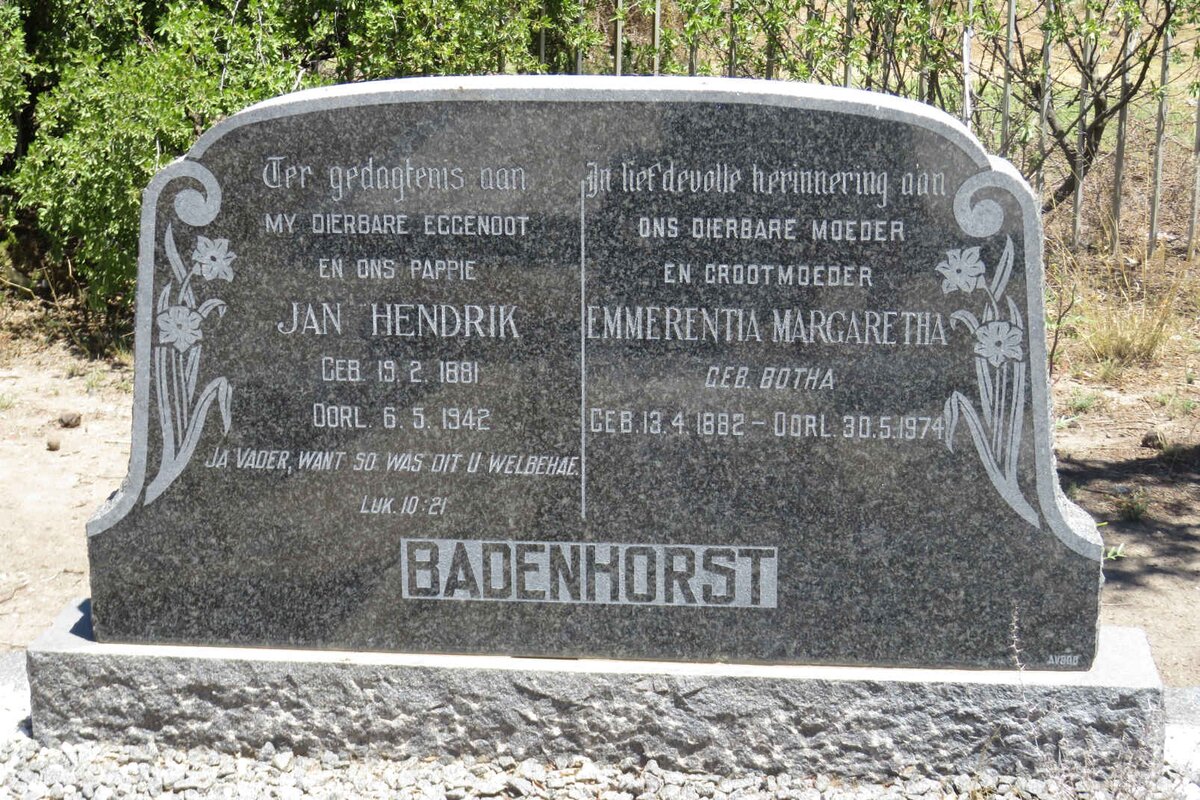 Ter gedagtenis aan
MY DIERBARE EGGENOOT
EN ONS PAPPIE
JAN HENDRIK
GEB. 19. 2. 1881
OORL. 6. 5. 1942
JA VADER, WANT SO WAS DIT U WELBEHAE.
LUK. 10:21
In liefdevolle herinnering aan
ONS DIERBARE MOEDER
EN GROOTMOEDER
EMMERENTIA MARGARETHA
GEB. BOTHA
GEB. 13.4.1882 – OORL. 30.5.1974
BADENHORST